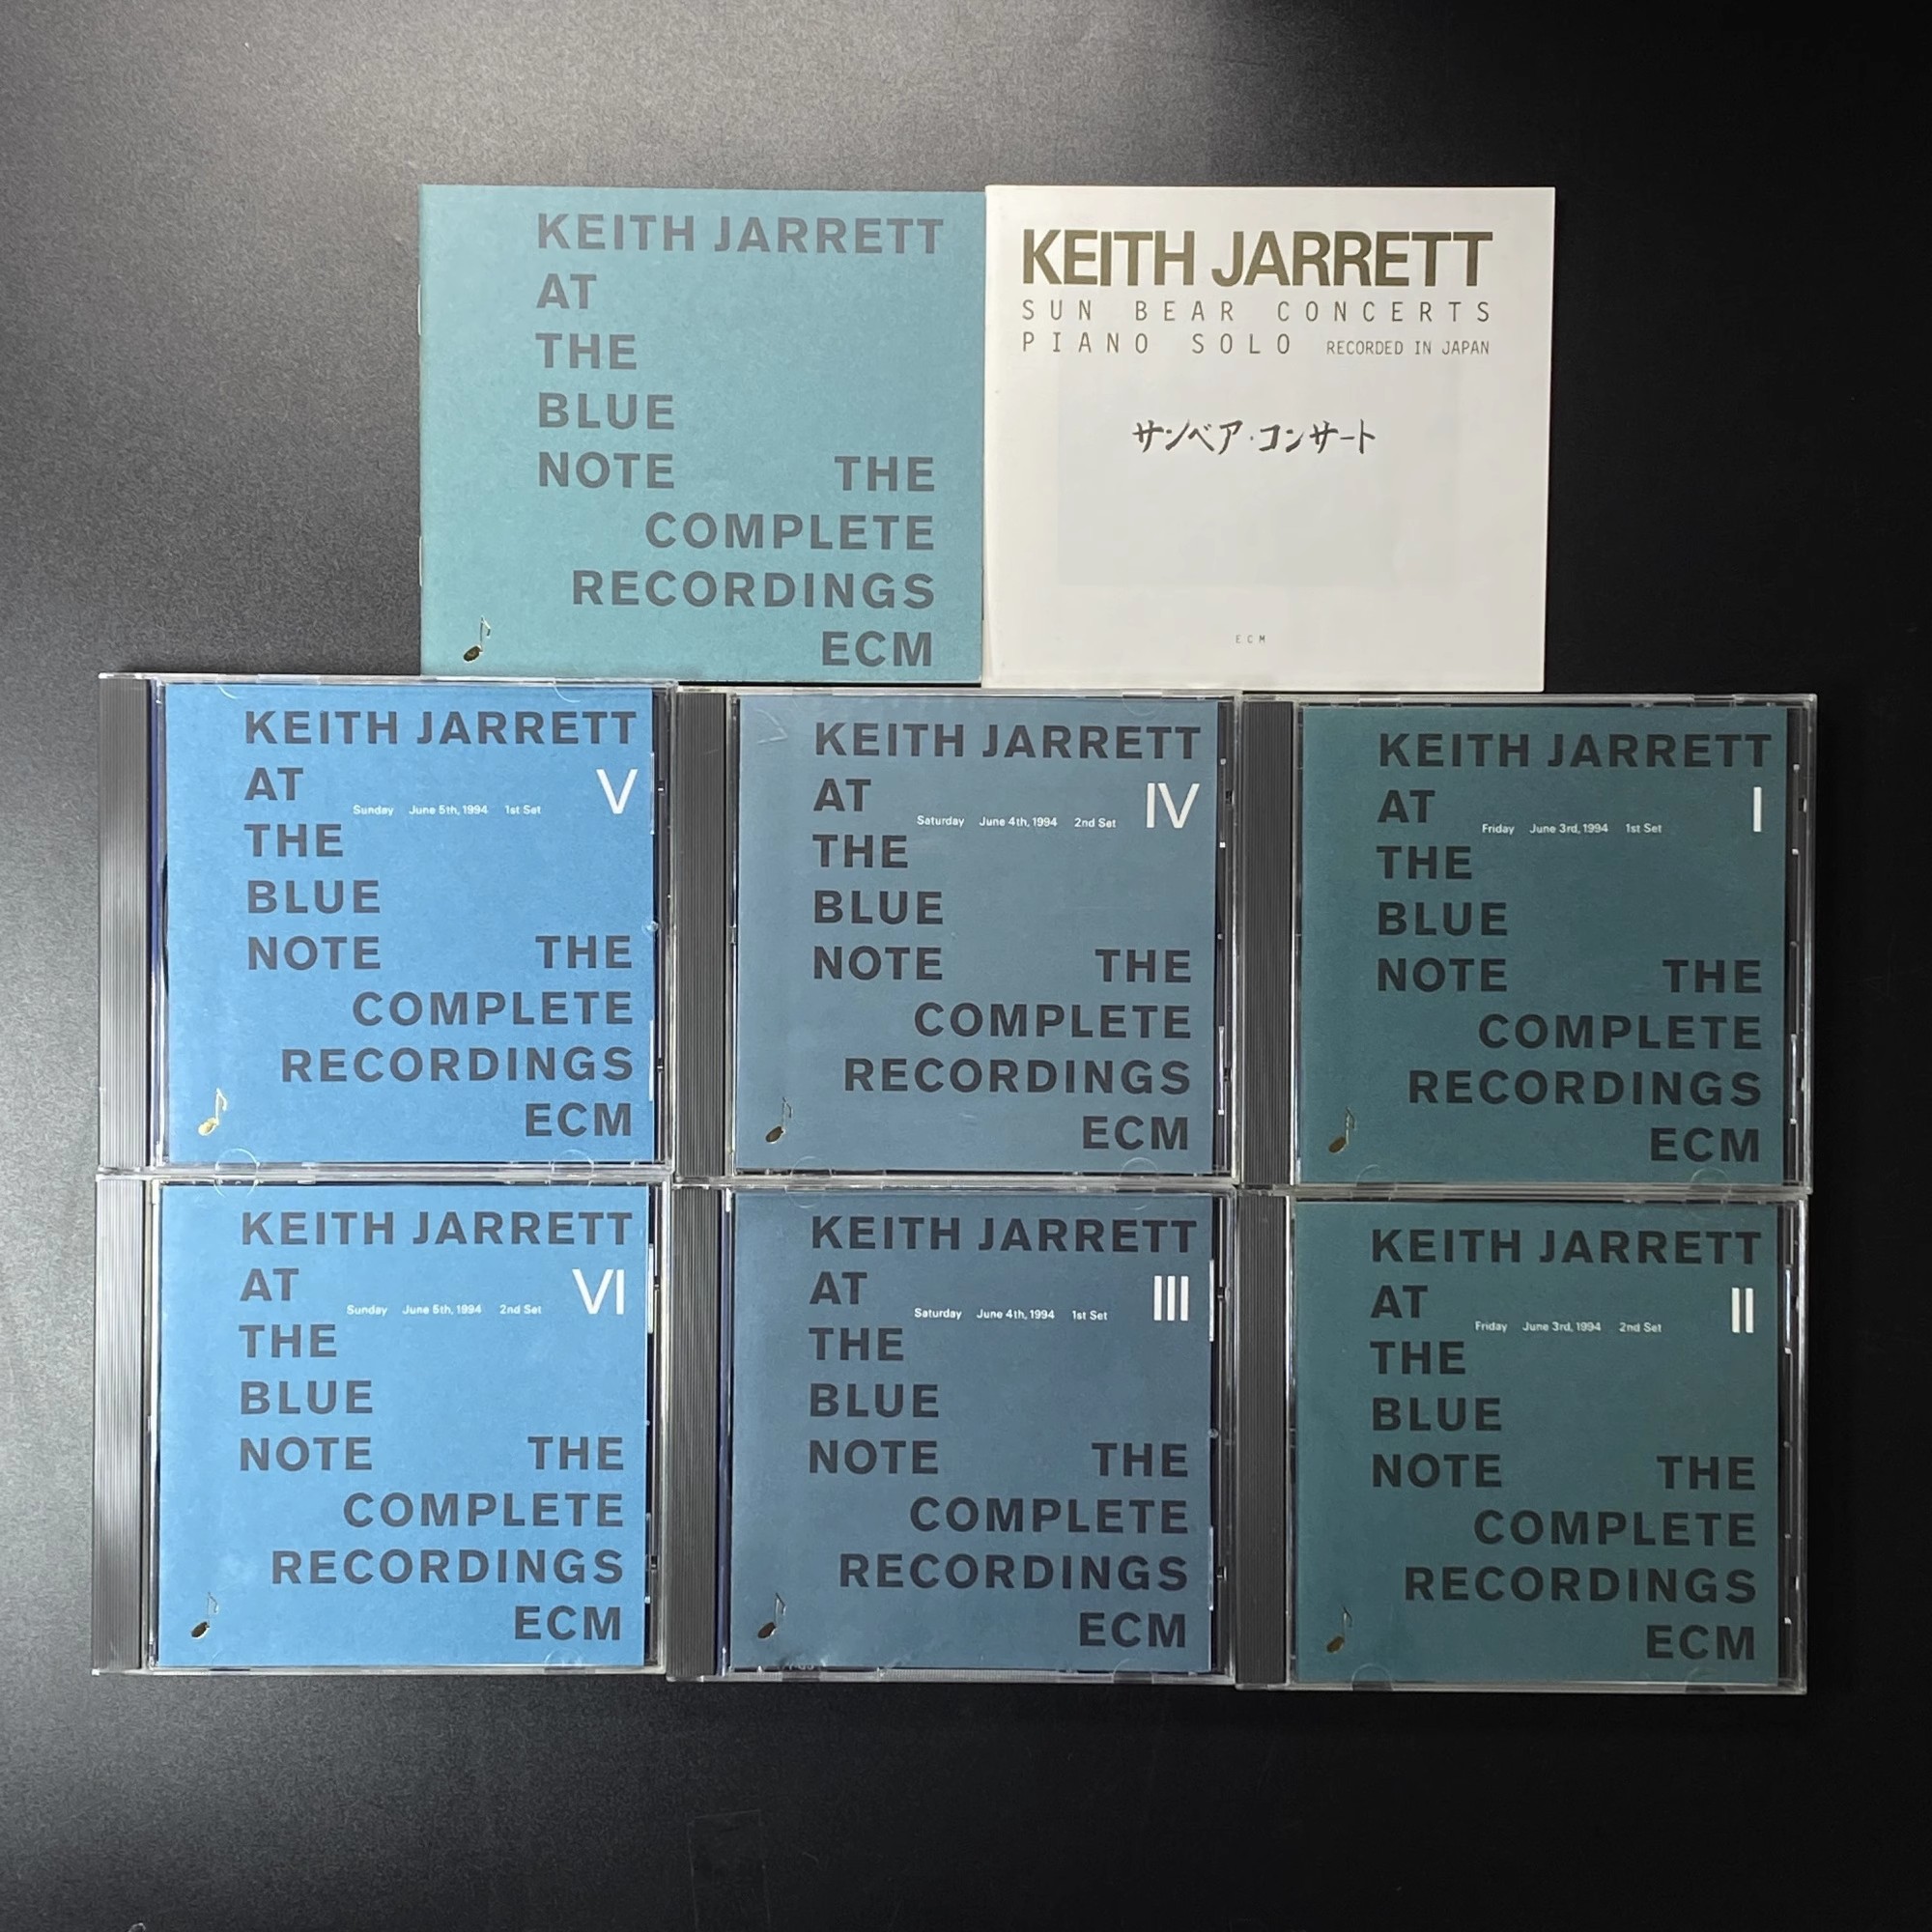 KEITH JARRETT
AT
THE
BLUE
NOTE THE
COMPLETE
RECORDINGS
ECM
KEITH JARRETT
SUN BEAR CONCERTS
PIANO SOLO RECORDED IN JAPAN
サンベア・コンサート
ECM
KEITH JARRETT
AT V
Sunday June 5th, 1994 1st Set
THE
BLUE
NOTE THE
COMPLETE
RECORDINGS
ECM
KEITH JARRETT
AT IV
Saturday June 4th, 1994 2nd Set
THE
BLUE
NOTE THE
COMPLETE
RECORDINGS
ECM
KEITH JARRETT
AT I
Friday June 3rd, 1994 1st Set
THE
BLUE
NOTE THE
COMPLETE
RECORDINGS
ECM
KEITH JARRETT
AT VI
Sunday June 5th, 1994 2nd Set
THE
BLUE
NOTE THE
COMPLETE
RECORDINGS
ECM
KEITH JARRETT
AT III
Saturday June 4th, 1994 1st Set
THE
BLUE
NOTE THE
COMPLETE
RECORDINGS
ECM
KEITH JARRETT
AT II
Friday June 3rd, 1994 2nd Set
THE
BLUE
NOTE THE
COMPLETE
RECORDINGS
ECM